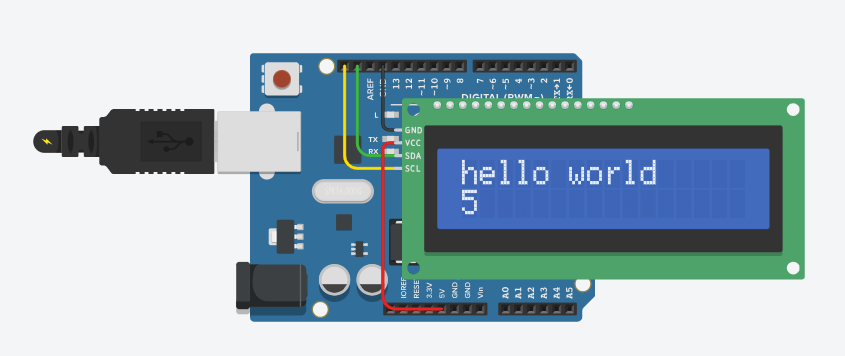 AREF
GND
13
12
~11
~10
~9
8
7
~6
~5
4
~3
2
TX→1
RX←0
DIGITAL (PWM~)
L
TX
RX
GND
VCC
SDA
SCL
hello world
5
IOREF
RESET
3.3V
5V
GND
GND
Vin
A0
A1
A2
A3
A4
A5